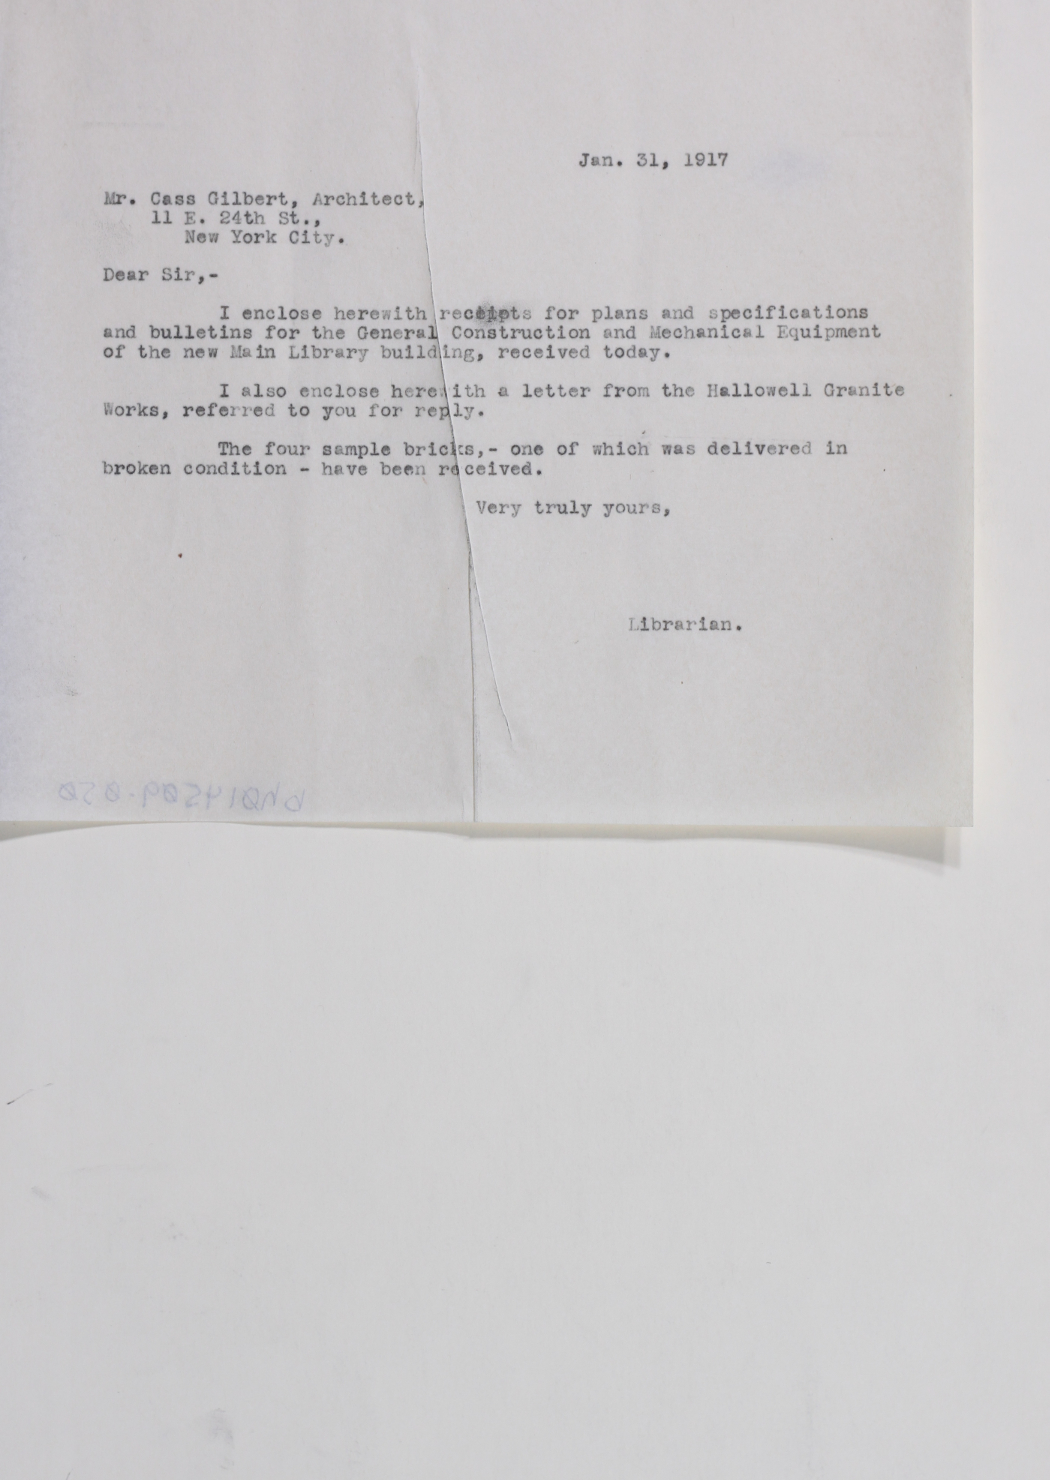 Jan. 31, 1917
Mr. Cass Gilbert, Architect,
11 E. 24th St.,
New York City.
Dear Sir,-
I enclose herewith receipts for plans and specifications
and bulletins for the General Construction and Mechanical Equipment
of the new Main Library building, received today.
I also enclose herewith a letter from the Hallowell Granite
Works, referred to you for reply.
The four sample bricks,- one of which was delivered in
broken condition - have been received.
Very truly yours,
Librarian.